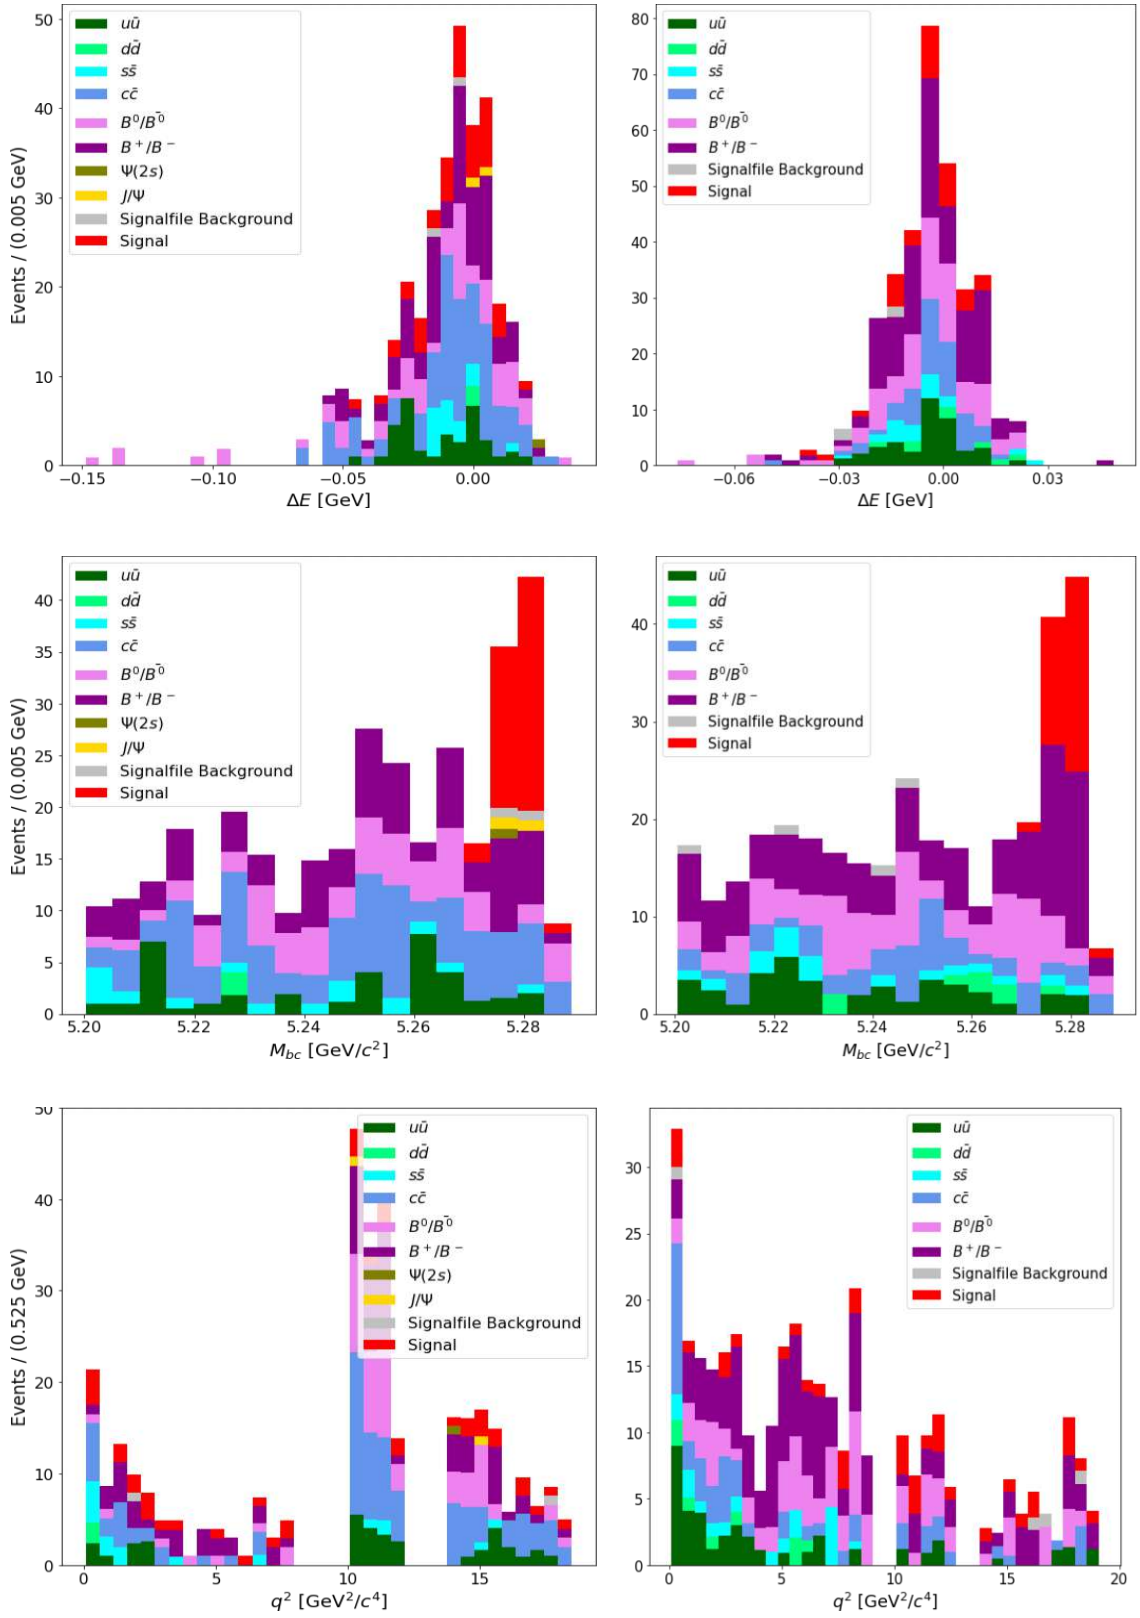 50
40
30
20
10
0
Events / (0.005 GeV)
uū
dd̄
ss̄
cc̄
B⁰/B̄⁰
B⁺/B⁻
Ψ(2s)
J/Ψ
Signalfile Background
Signal
−0.15
−0.10
−0.05
0.00
ΔE [GeV]
80
70
60
50
40
30
20
10
0
uū
dd̄
ss̄
cc̄
B⁰/B̄⁰
B⁺/B⁻
Signalfile Background
Signal
−0.06
−0.03
0.00
0.03
ΔE [GeV]
40
35
30
25
20
15
10
5
0
Events / (0.005 GeV)
uū
dd̄
ss̄
cc̄
B⁰/B̄⁰
B⁺/B⁻
Ψ(2s)
J/Ψ
Signalfile Background
Signal
5.20
5.22
5.24
5.26
5.28
M_bc [GeV/c²]
40
30
20
10
0
uū
dd̄
ss̄
cc̄
B⁰/B̄⁰
B⁺/B⁻
Signalfile Background
Signal
5.20
5.22
5.24
5.26
5.28
M_bc [GeV/c²]
50
40
30
20
10
0
Events / (0.525 GeV)
uū
dd̄
ss̄
cc̄
B⁰/B̄⁰
B⁺/B⁻
Ψ(2s)
J/Ψ
Signalfile Background
Signal
0
5
10
15
q² [GeV²/c⁴]
30
25
20
15
10
5
0
uū
dd̄
ss̄
cc̄
B⁰/B̄⁰
B⁺/B⁻
Signalfile Background
Signal
0
5
10
15
20
q² [GeV²/c⁴]